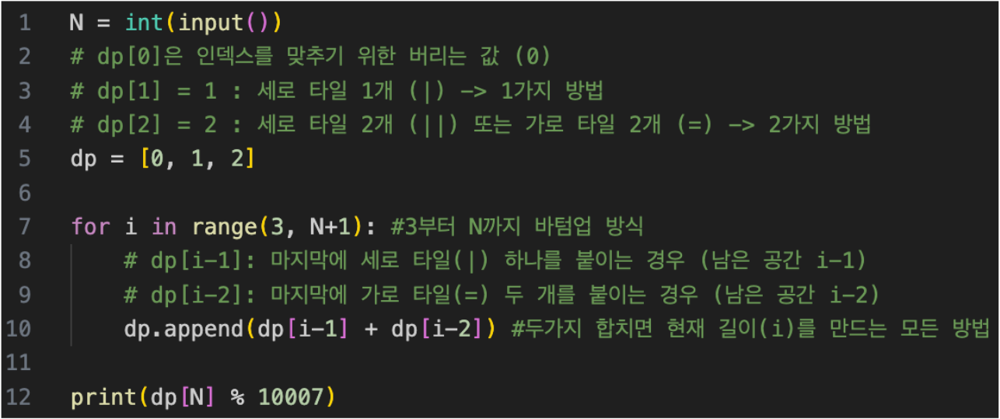 1 N = int(input())
2 # dp[0]은 인덱스를 맞추기 위한 버리는 값 (0)
3 # dp[1] = 1 : 세로 타일 1개 (|) -> 1가지 방법
4 # dp[2] = 2 : 세로 타일 2개 (||) 또는 가로 타일 2개 (=) -> 2가지 방법
5 dp = [0, 1, 2]
6
7 for i in range(3, N+1): #3부터 N까지 바텀업 방식
8     # dp[i-1]: 마지막에 세로 타일(|) 하나를 붙이는 경우 (남은 공간 i-1)
9     # dp[i-2]: 마지막에 가로 타일(=) 두 개를 붙이는 경우 (남은 공간 i-2)
10     dp.append(dp[i-1] + dp[i-2]) #두가지 합치면 현재 길이(i)를 만드는 모든 방법
11
12 print(dp[N] % 10007)